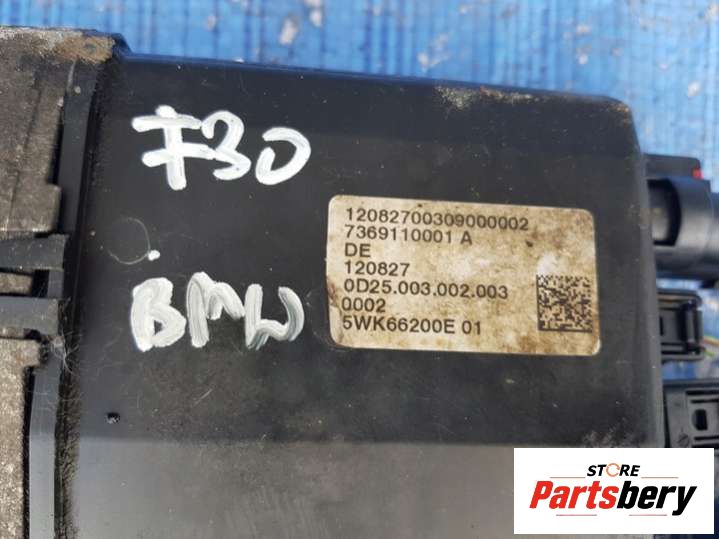 F30
BMW
12082700309000002
7369110001 A
DE
120827
0D25.003.002.003
0002
5WK66200E 01
STORE
Partsbery